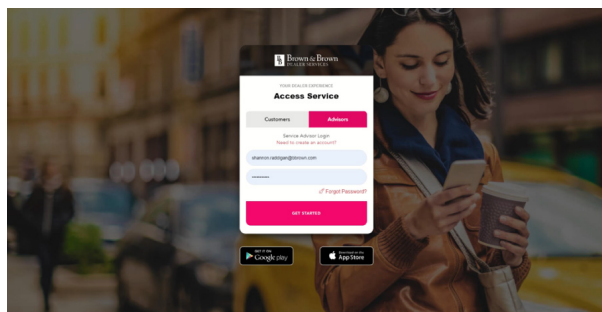 Brown & Brown
DEALER SERVICES
YOUR DEALER EXPERIENCE
Access Service
Customers
Advisors
Service Advisor Login
Need to create an account?
Forgot Password?
GET STARTED
GET IT ON
Google play
Download on the
App Store